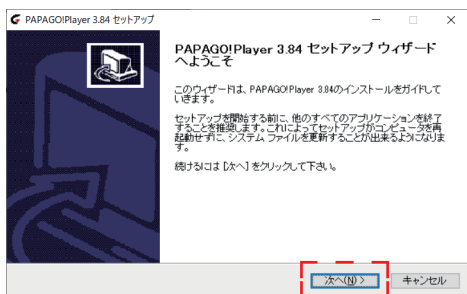 PAPAGO!Player 3.84 セットアップ
PAPAGO!Player 3.84 セットアップ ウィザード
へようこそ
このウィザードは、PAPAGO!Player 3.84のインストールをガイドして
いきます。
セットアップを開始する前に、他のすべてのアプリケーションを終了
することを推奨します。これによってセットアップがコンピュータを再
起動せずに、システム ファイルを更新することが出来るようになりま
す。
続けるには [次へ] をクリックして下さい。
次へ(N) >
キャンセル